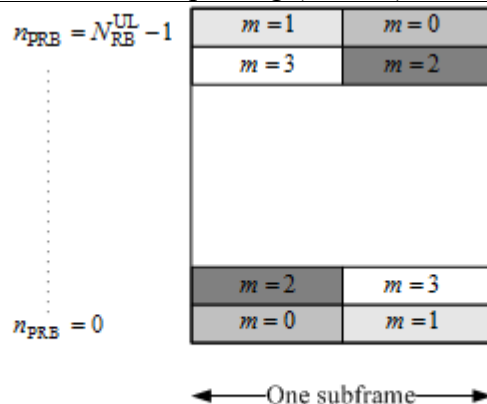 n_PRB = N_RB^UL −1
m = 1 m = 0
m = 3 m = 2
m = 2 m = 3
n_PRB = 0
m = 0 m = 1
One subframe